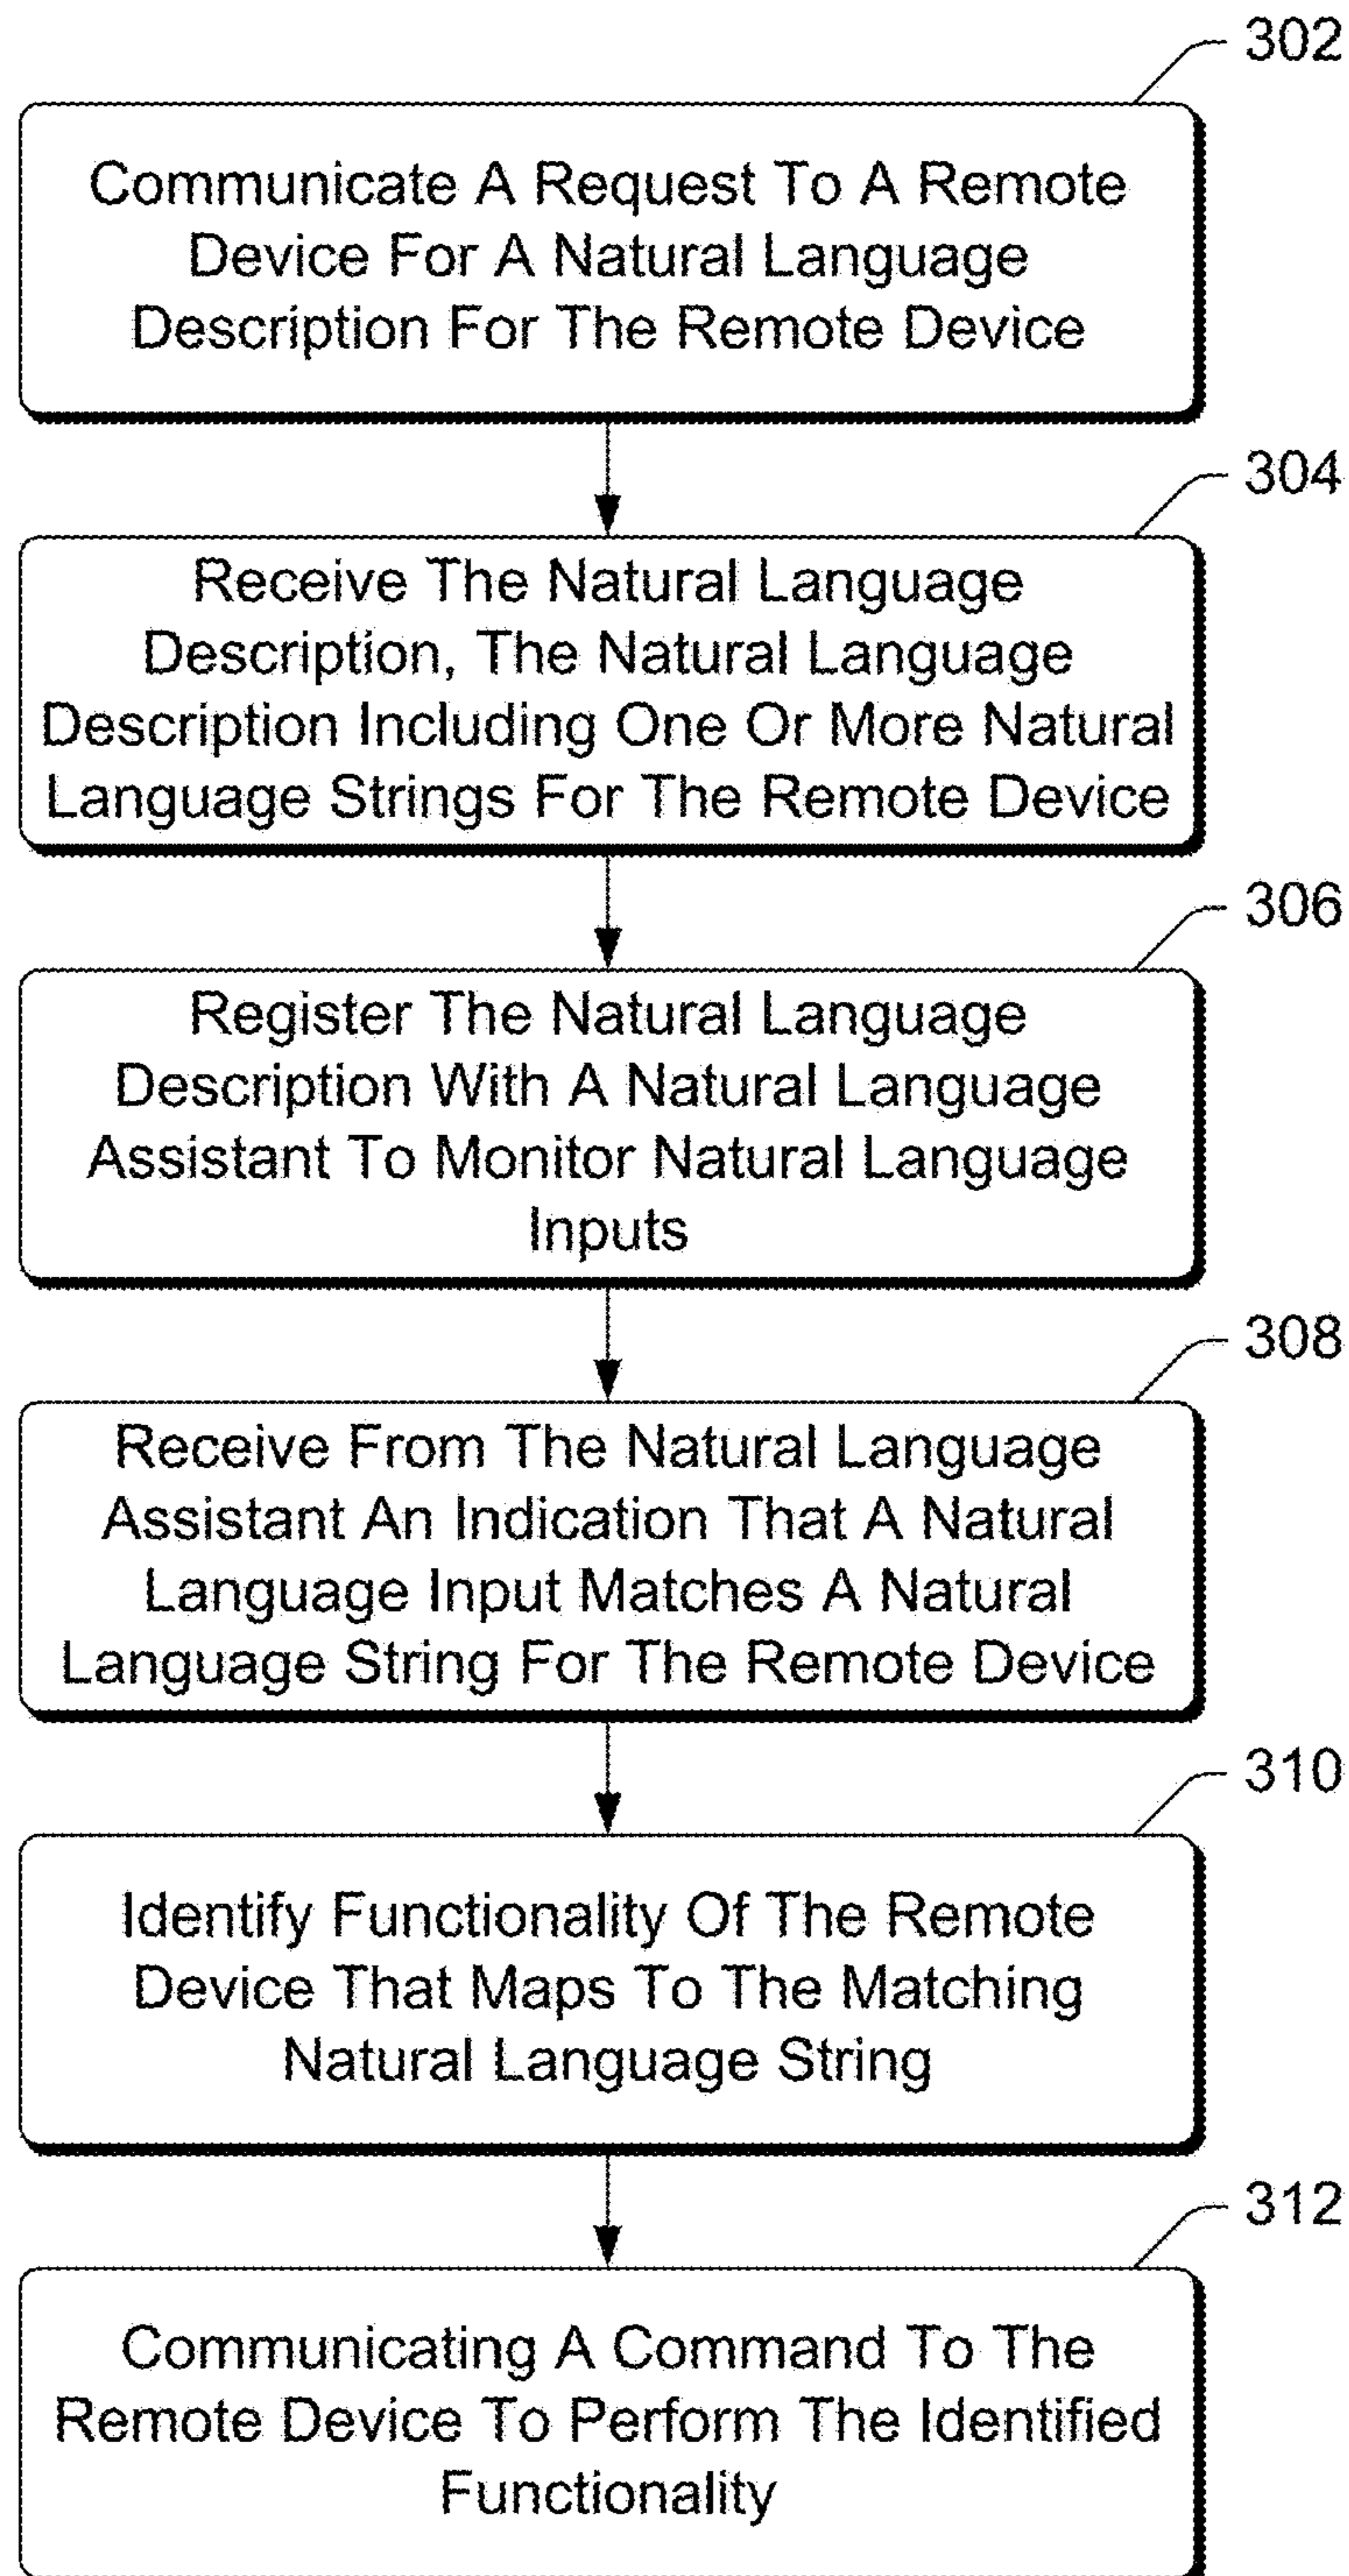 302
Communicate A Request To A Remote
Device For A Natural Language
Description For The Remote Device
304
Receive The Natural Language
Description, The Natural Language
Description Including One Or More Natural
Language Strings For The Remote Device
306
Register The Natural Language
Description With A Natural Language
Assistant To Monitor Natural Language
Inputs
308
Receive From The Natural Language
Assistant An Indication That A Natural
Language Input Matches A Natural
Language String For The Remote Device
310
Identify Functionality Of The Remote
Device That Maps To The Matching
Natural Language String
312
Communicating A Command To The
Remote Device To Perform The Identified
Functionality